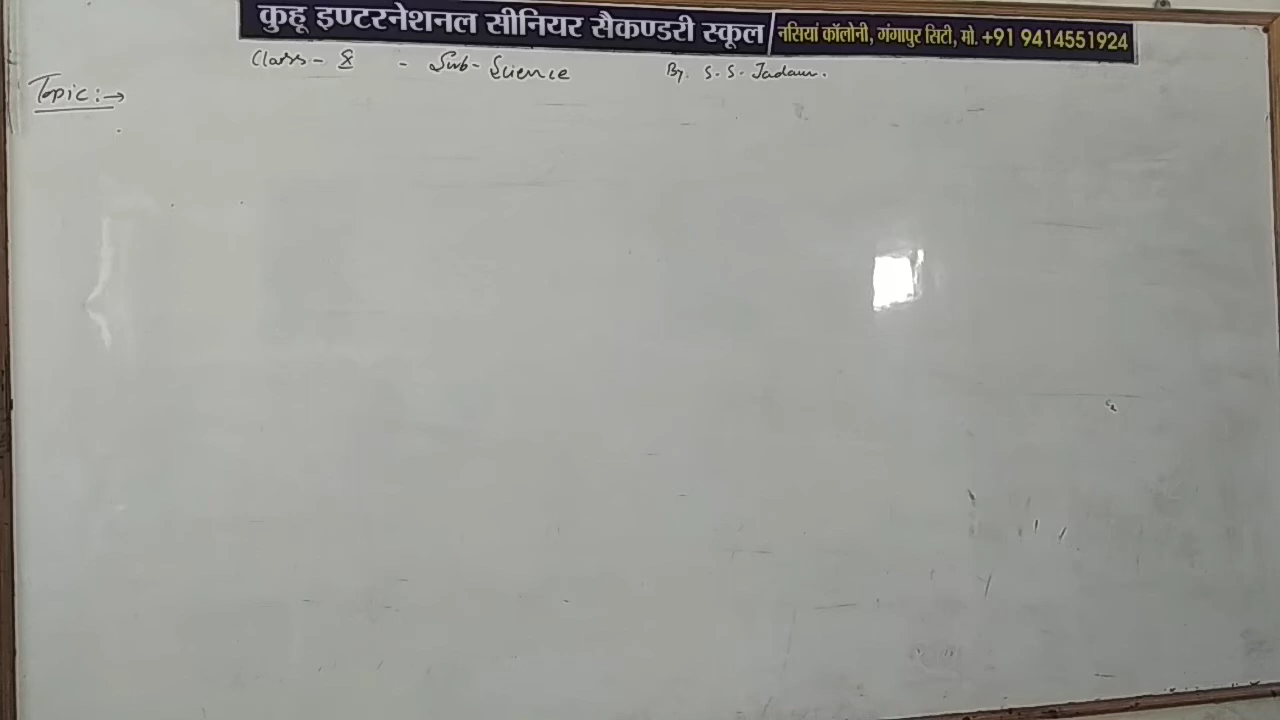 कुहू इण्टरनेशनल सीनियर सैकण्डरी स्कूल नसियां कॉलोनी, गंगापुर सिटी, मो. +91 9414551924
Class - 8 - Sub - Science By. S. S. Jadaun.
Topic :→